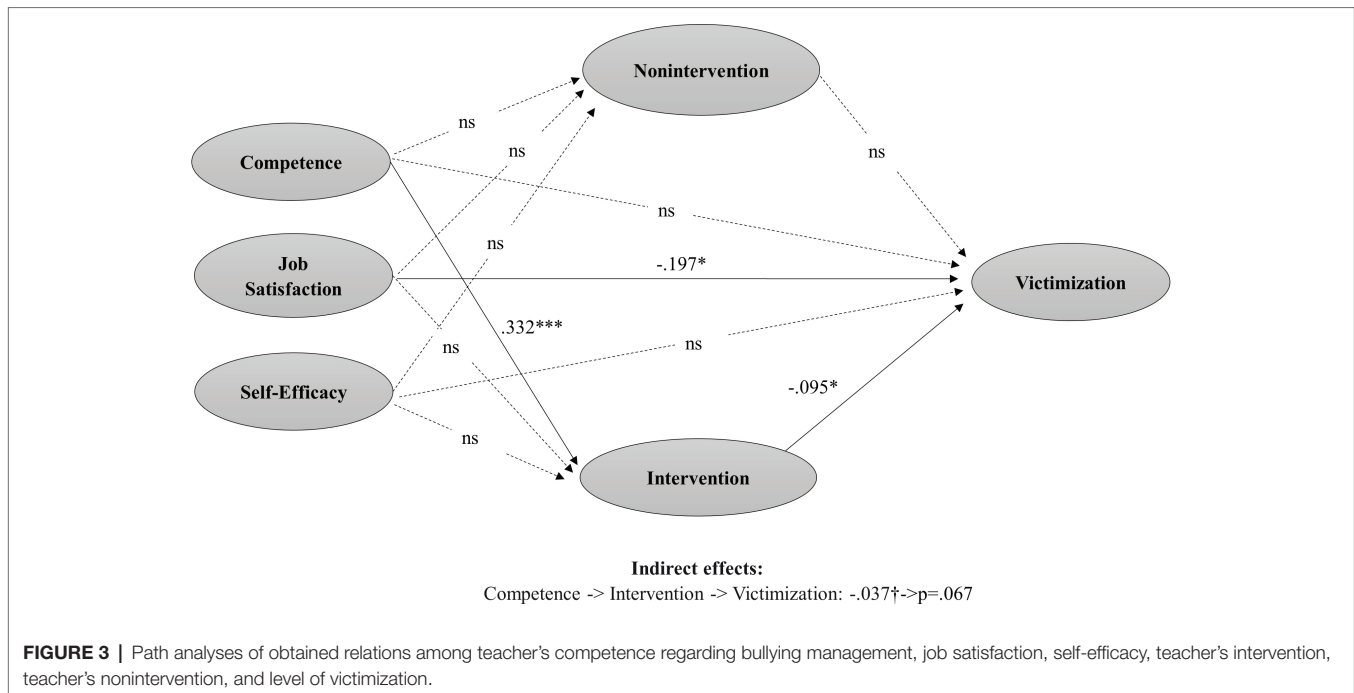 Nonintervention
ns
Competence
ns
ns
ns
ns
Job
Satisfaction
-.197*
Victimization
.332***
ns
ns
Self-Efficacy
-.095*
ns
Intervention
Indirect effects:
Competence -> Intervention -> Victimization: -.037†->p=.067
FIGURE 3 | Path analyses of obtained relations among teacher's competence regarding bullying management, job satisfaction, self-efficacy, teacher's intervention,
teacher's nonintervention, and level of victimization.